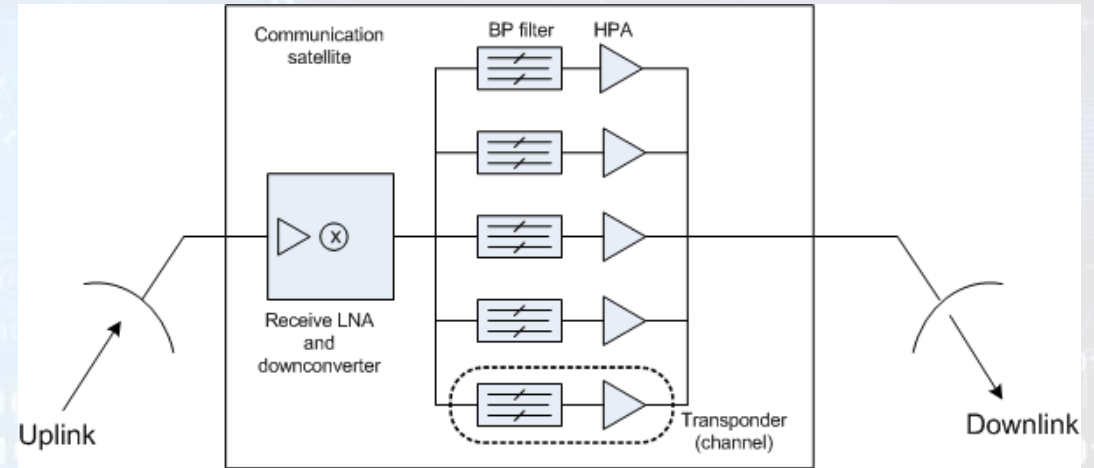 Communication
satellite
BP filter
HPA
X
Receive LNA
and
downconverter
Transponder
(channel)
Uplink
Downlink